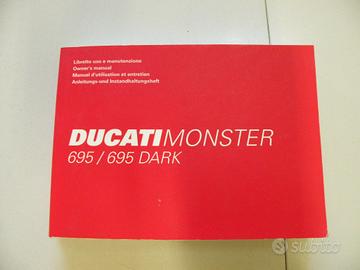 Libretto uso e manutenzione
Owner's manual
Manuel d'utilisation et entretien
Anleitungs-und Instandhaltungsheft
DUCATIMONSTER
695 / 695 DARK
subito